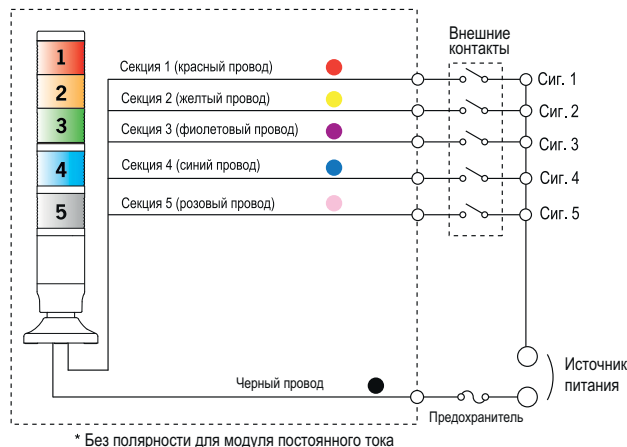 Внешние
контакты
1
2
3
4
5
Секция 1 (красный провод)
Сиг. 1
Секция 2 (желтый провод)
Сиг. 2
Секция 3 (фиолетовый провод)
Сиг. 3
Секция 4 (синий провод)
Сиг. 4
Секция 5 (розовый провод)
Сиг. 5
Источник
питания
Черный провод
Предохранитель
* Без полярности для модуля постоянного тока